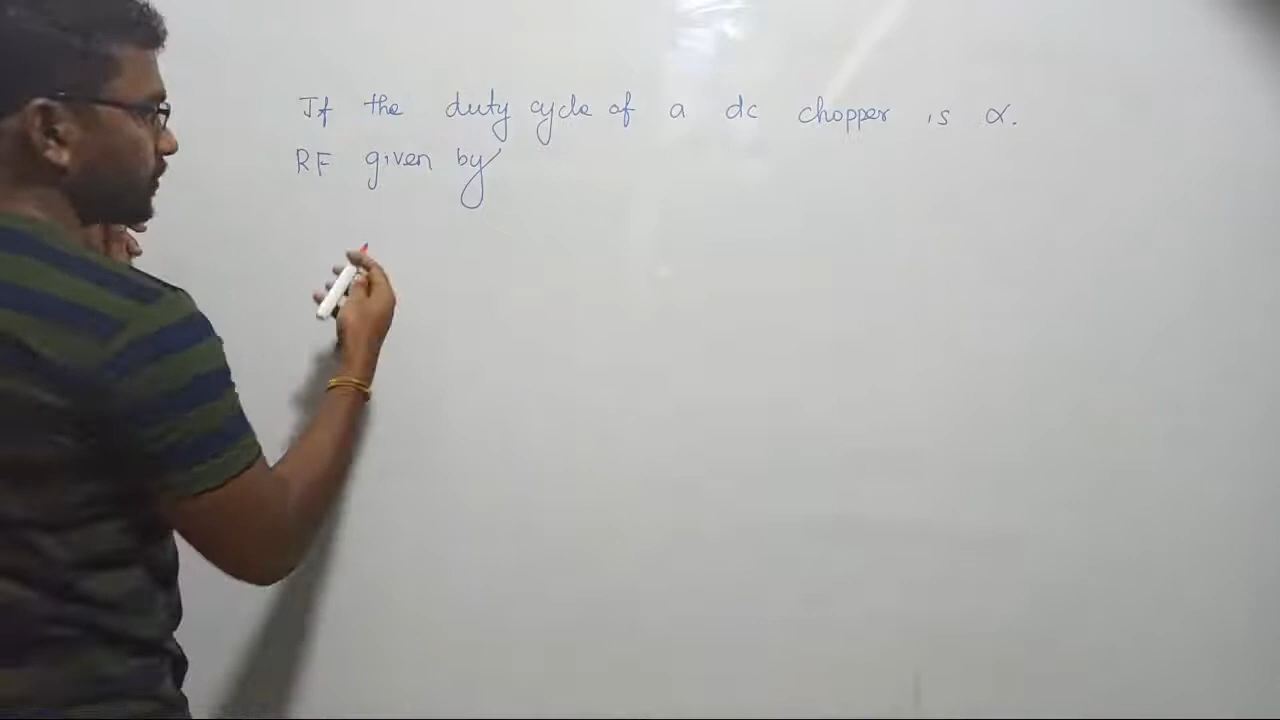 If the duty cycle of a dc chopper is α.
RF given by